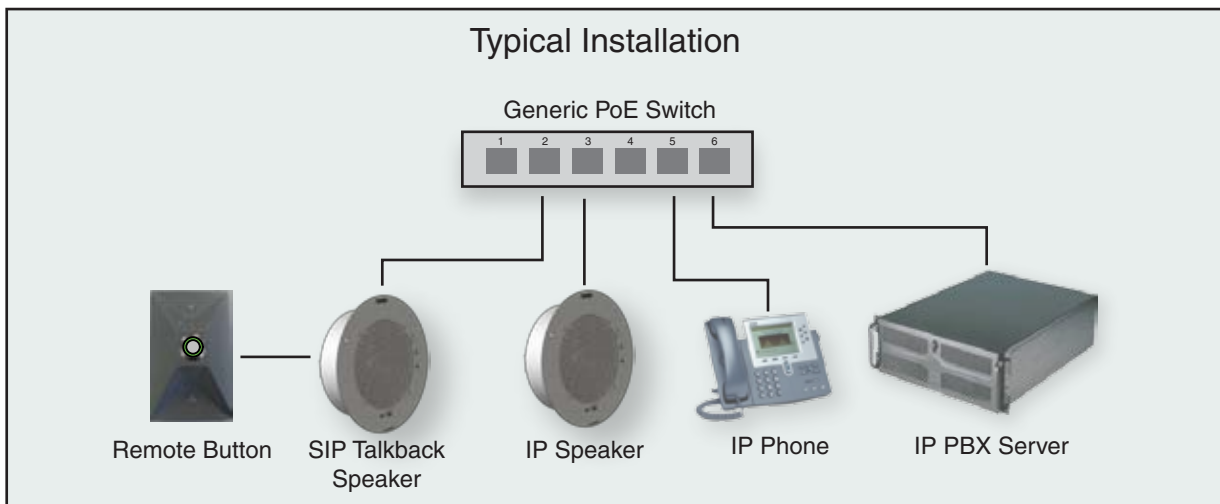 Typical Installation
Generic PoE Switch
1 2 3 4 5 6
Remote Button
SIP Talkback
Speaker
IP Speaker
IP Phone
IP PBX Server